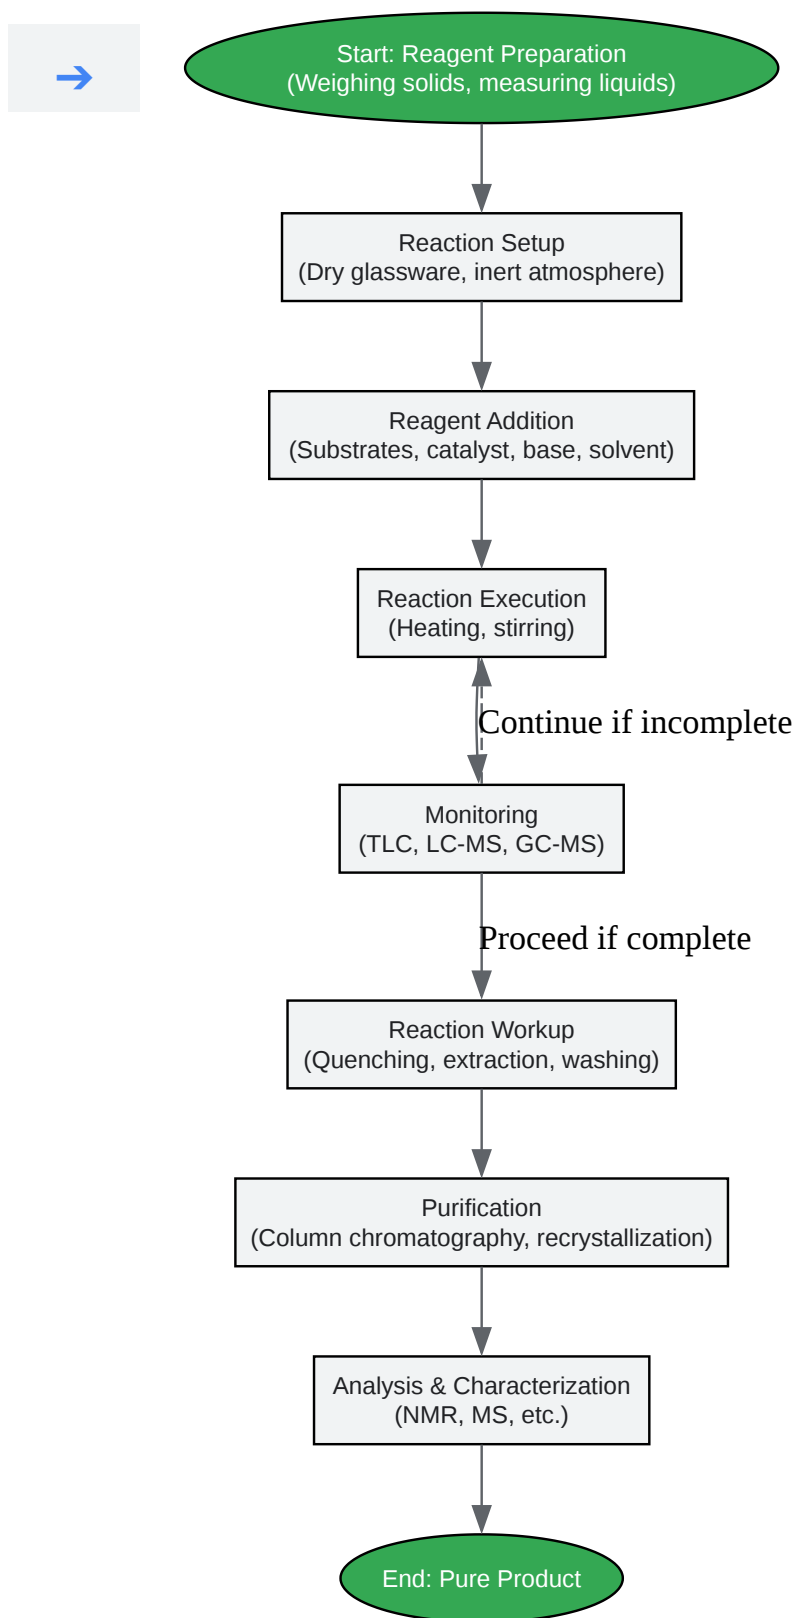 Start: Reagent Preparation
(Weighing solids, measuring liquids)
Reaction Setup
(Dry glassware, inert atmosphere)
Reagent Addition
(Substrates, catalyst, base, solvent)
Reaction Execution
(Heating, stirring)
Continue if incomplete
Monitoring
(TLC, LC-MS, GC-MS)
Proceed if complete
Reaction Workup
(Quenching, extraction, washing)
Purification
(Column chromatography, recrystallization)
Analysis & Characterization
(NMR, MS, etc.)
End: Pure Product